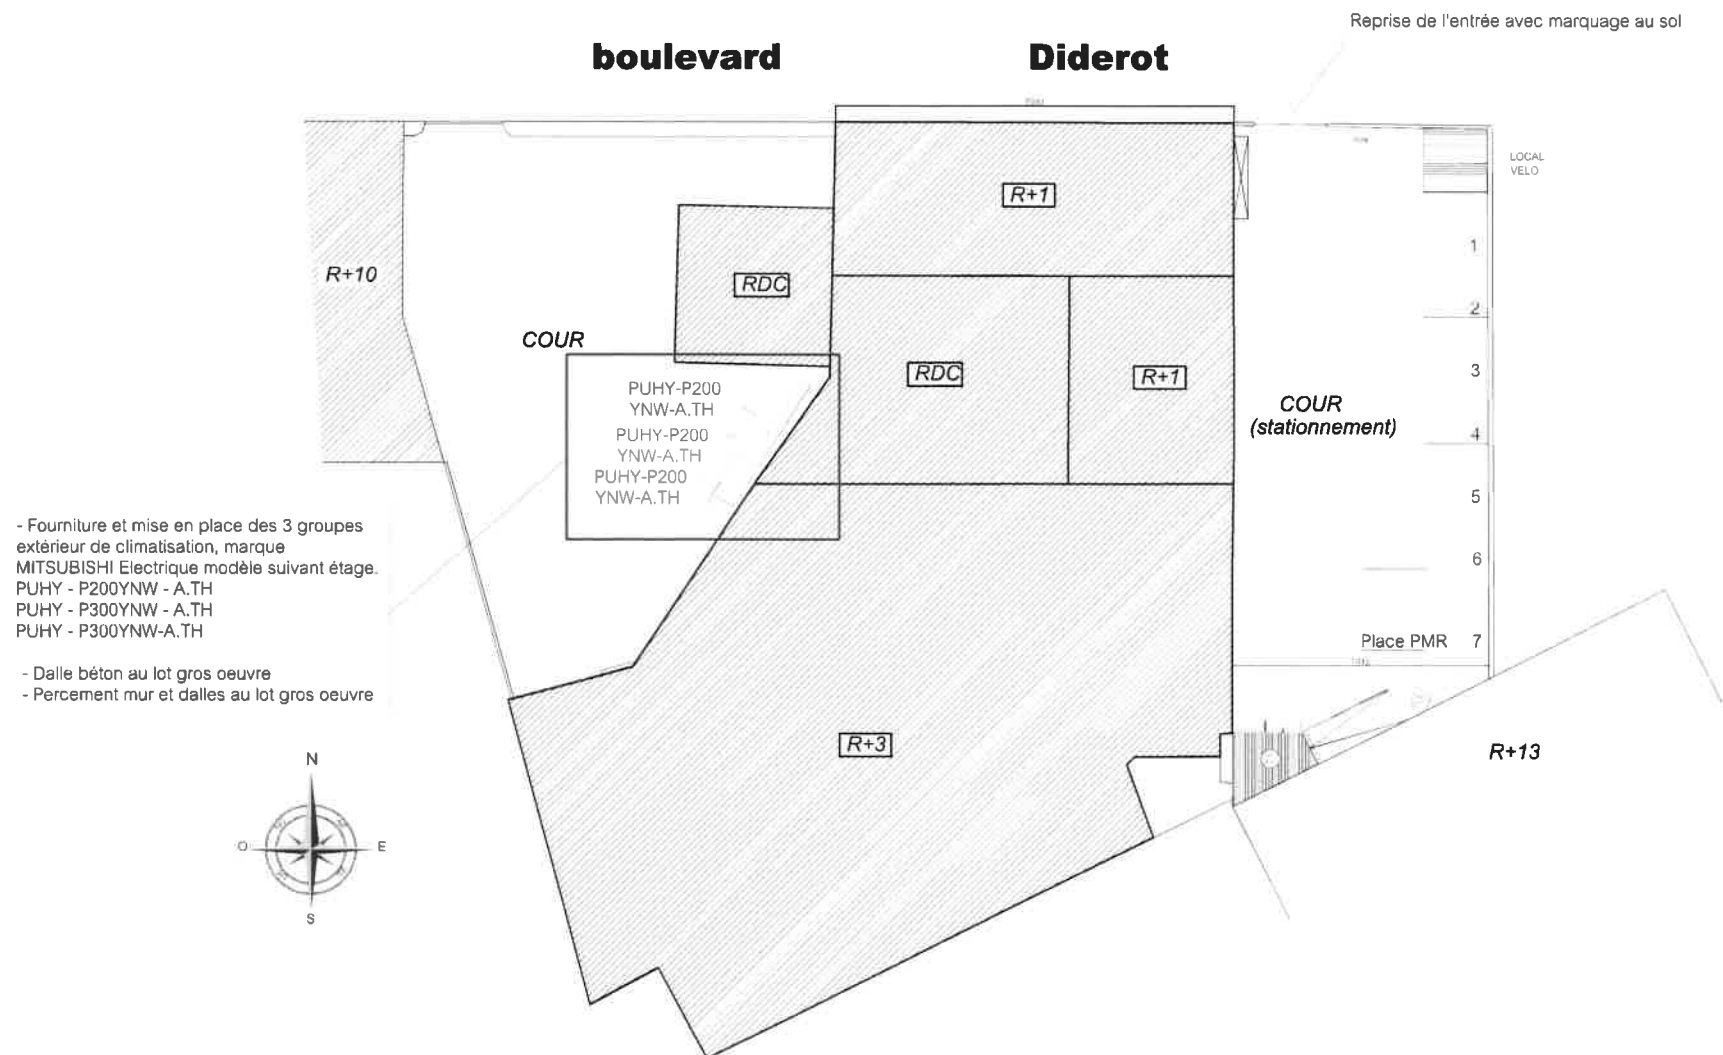 Reprise de l'entrée avec marquage au sol
boulevard Diderot
LOCAL
VELO
R+1
R+10
RDC
COUR
1
2
3
4
5
6
Place PMR 7
RDC
R+1
COUR
(stationnement)
PUHY-P200
YNW-A.TH
PUHY-P200
YNW-A.TH
PUHY-P200
YNW-A.TH
- Fourniture et mise en place des 3 groupes
extérieur de climatisation, marque
MITSUBISHI Electrique modèle suivant étage.
PUHY - P200YNW - A.TH
PUHY - P300YNW - A.TH
PUHY - P300YNW-A.TH
- Dalle béton au lot gros oeuvre
- Percement mur et dalles au lot gros oeuvre
R+3
R+13
N
O
E
S